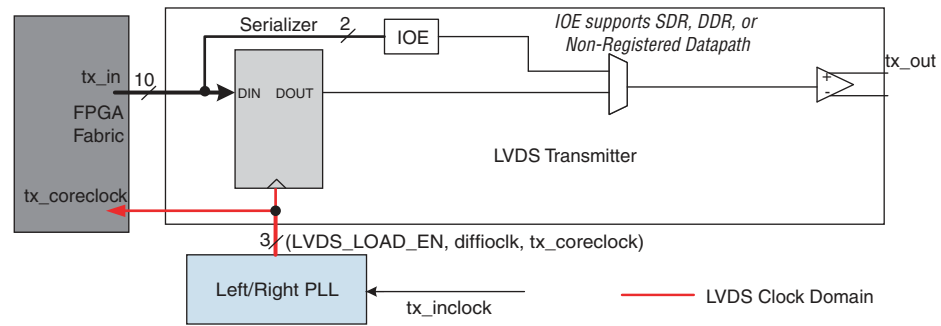 Serializer
2
IOE
IOE supports SDR, DDR, or
Non-Registered Datapath
tx_in
10
FPGA
Fabric
DIN
DOUT
+
-
tx_out
LVDS Transmitter
tx_coreclock
3
(LVDS_LOAD_EN, diffioclk, tx_coreclock)
Left/Right PLL
tx_inclock
LVDS Clock Domain